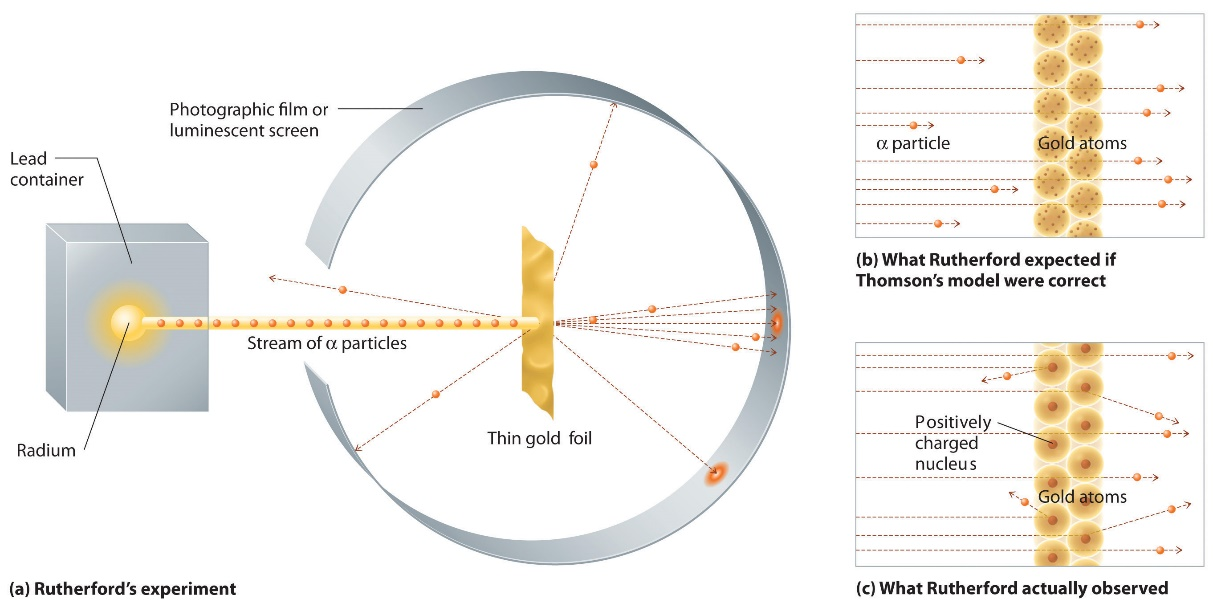 Photographic film or
luminescent screen
Lead
container
Stream of α particles
Radium
Thin gold foil
(a) Rutherford's experiment
α particle
Gold atoms
(b) What Rutherford expected if
Thomson's model were correct
Positively
charged
nucleus
Gold atoms
(c) What Rutherford actually observed